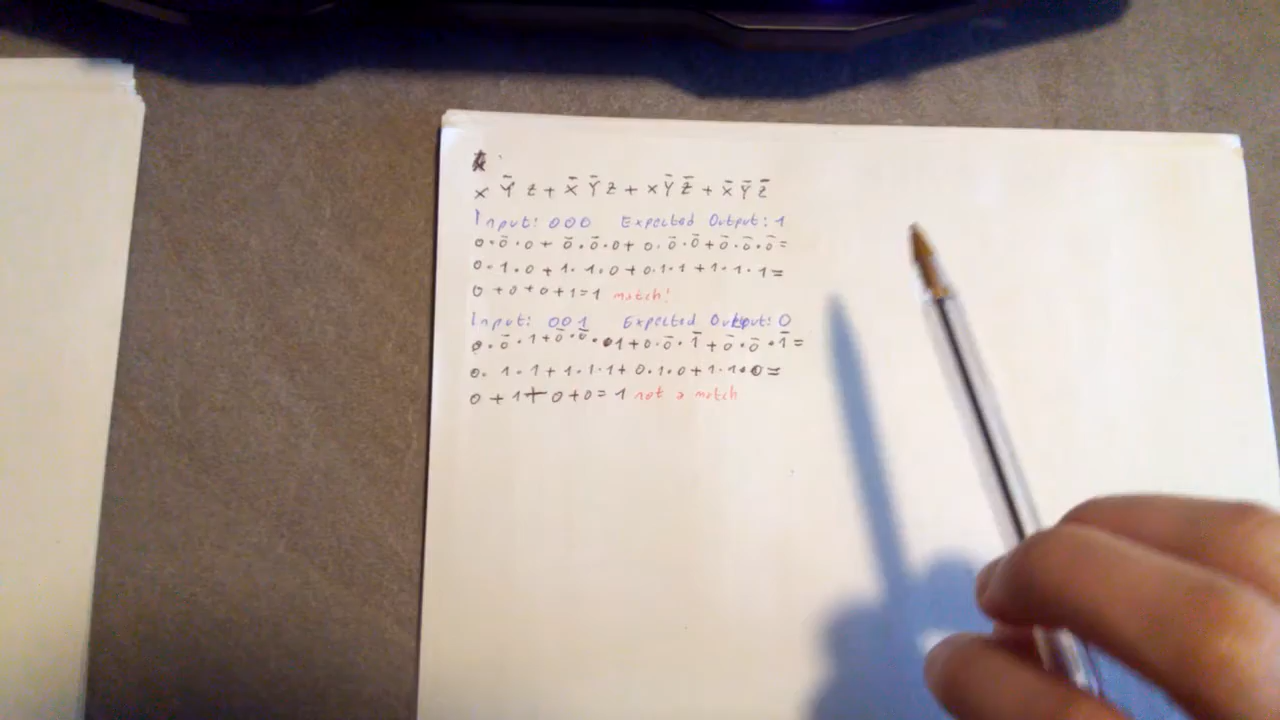 x Ȳ z + x̄ Ȳ z + x Ȳ z̄ + x̄ Ȳ z̄
Input: 000 Expected Output: 1
0·0̄·0 + 0̄·0̄·0 + 0·0̄·0̄ + 0̄·0̄·0̄ =
0·1·0 + 1·1·0 + 0·1·1 + 1·1·1 =
0 + 0 + 0 + 1 = 1 match!
Input: 001 Expected Output: 0
0·0̄·1 + 0̄·0̄·1 + 0·0̄·1̄ + 0̄·0̄·1̄ =
0·1·1 + 1·1·1 + 0·1·0 + 1·1·0 =
0 + 1 + 0 + 0 = 1 not a match